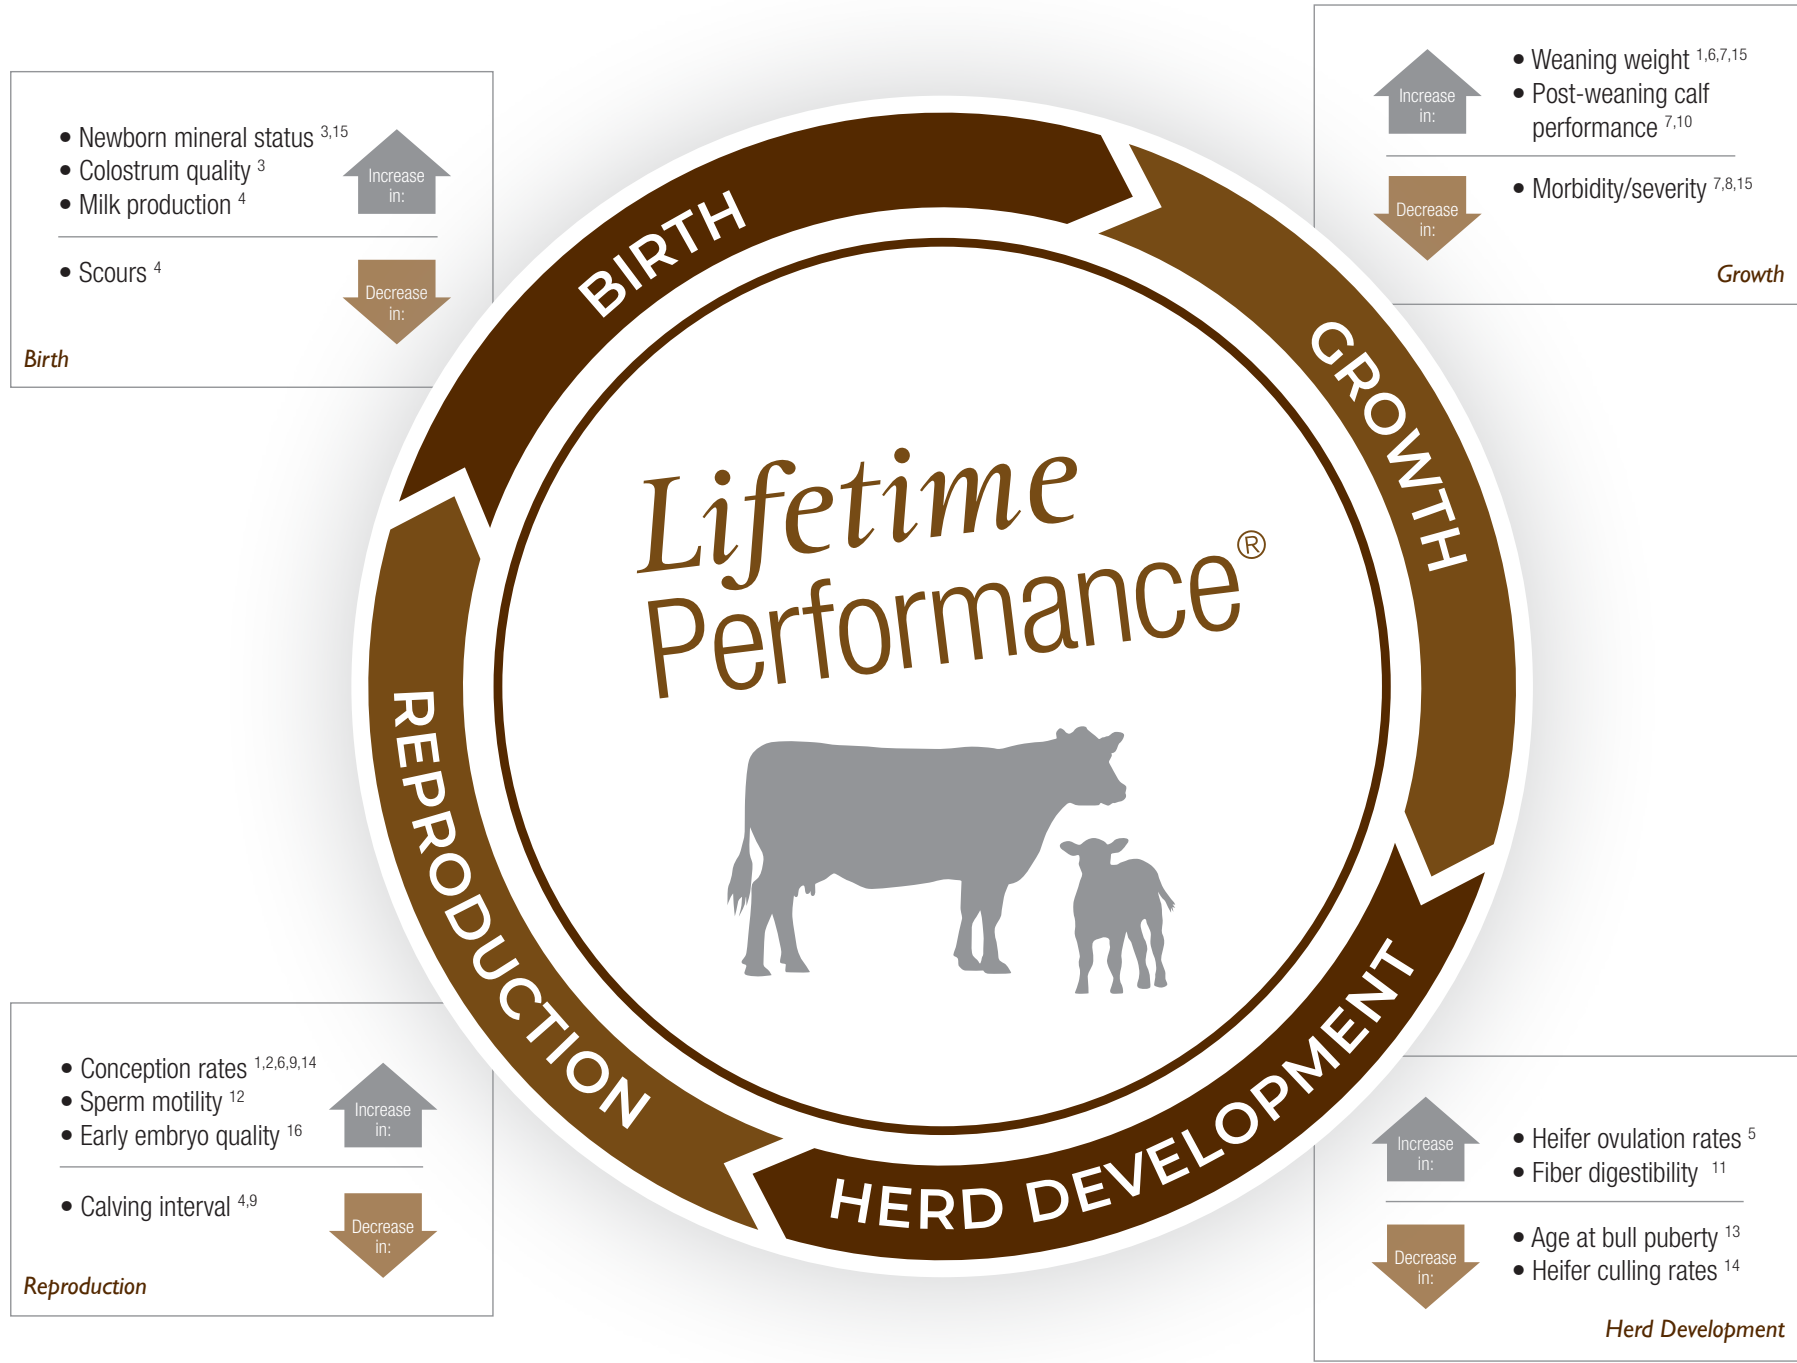 • Newborn mineral status 3,15
• Colostrum quality 3
• Milk production 4
Increase
in:
• Scours 4
Decrease
in:
Birth
Increase
in:
• Weaning weight 1,6,7,15
• Post-weaning calf
performance 7,10
Decrease
in:
• Morbidity/severity 7,8,15
Growth
BIRTH
GROWTH
Lifetime
Performance®
REPRODUCTION
HERD DEVELOPMENT
• Conception rates 1,2,6,9,14
• Sperm motility 12
• Early embryo quality 16
Increase
in:
• Calving interval 4,9
Decrease
in:
Reproduction
Increase
in:
• Heifer ovulation rates 5
• Fiber digestibility 11
Decrease
in:
• Age at bull puberty 13
• Heifer culling rates 14
Herd Development